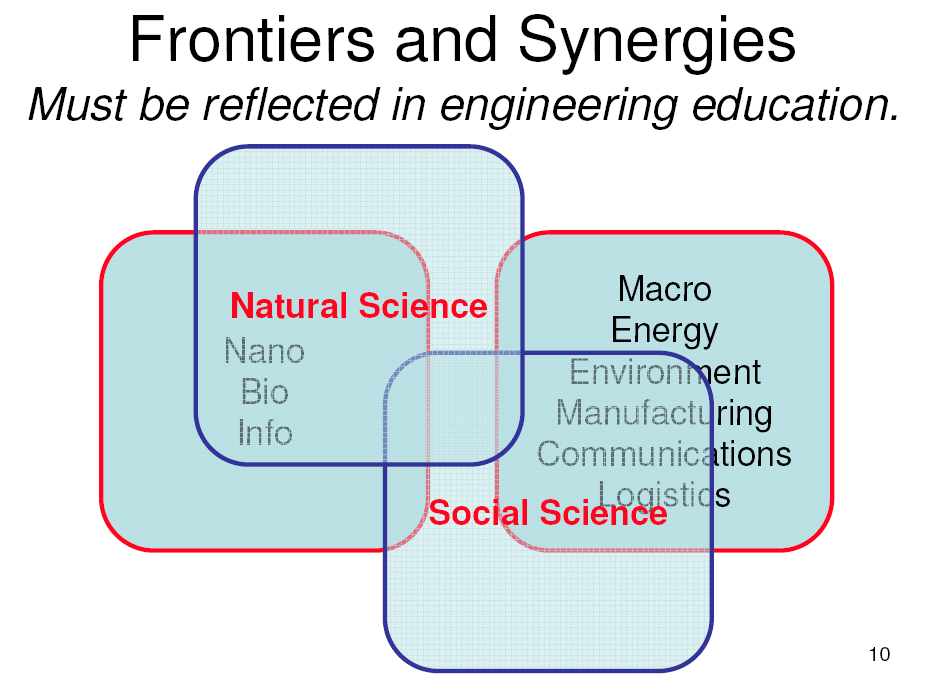 Frontiers and Synergies
Must be reflected in engineering education.
Natural Science
Nano
Bio
Info
Macro
Energy
Environment
Manufacturing
Communications
Logistics
Social Science
10